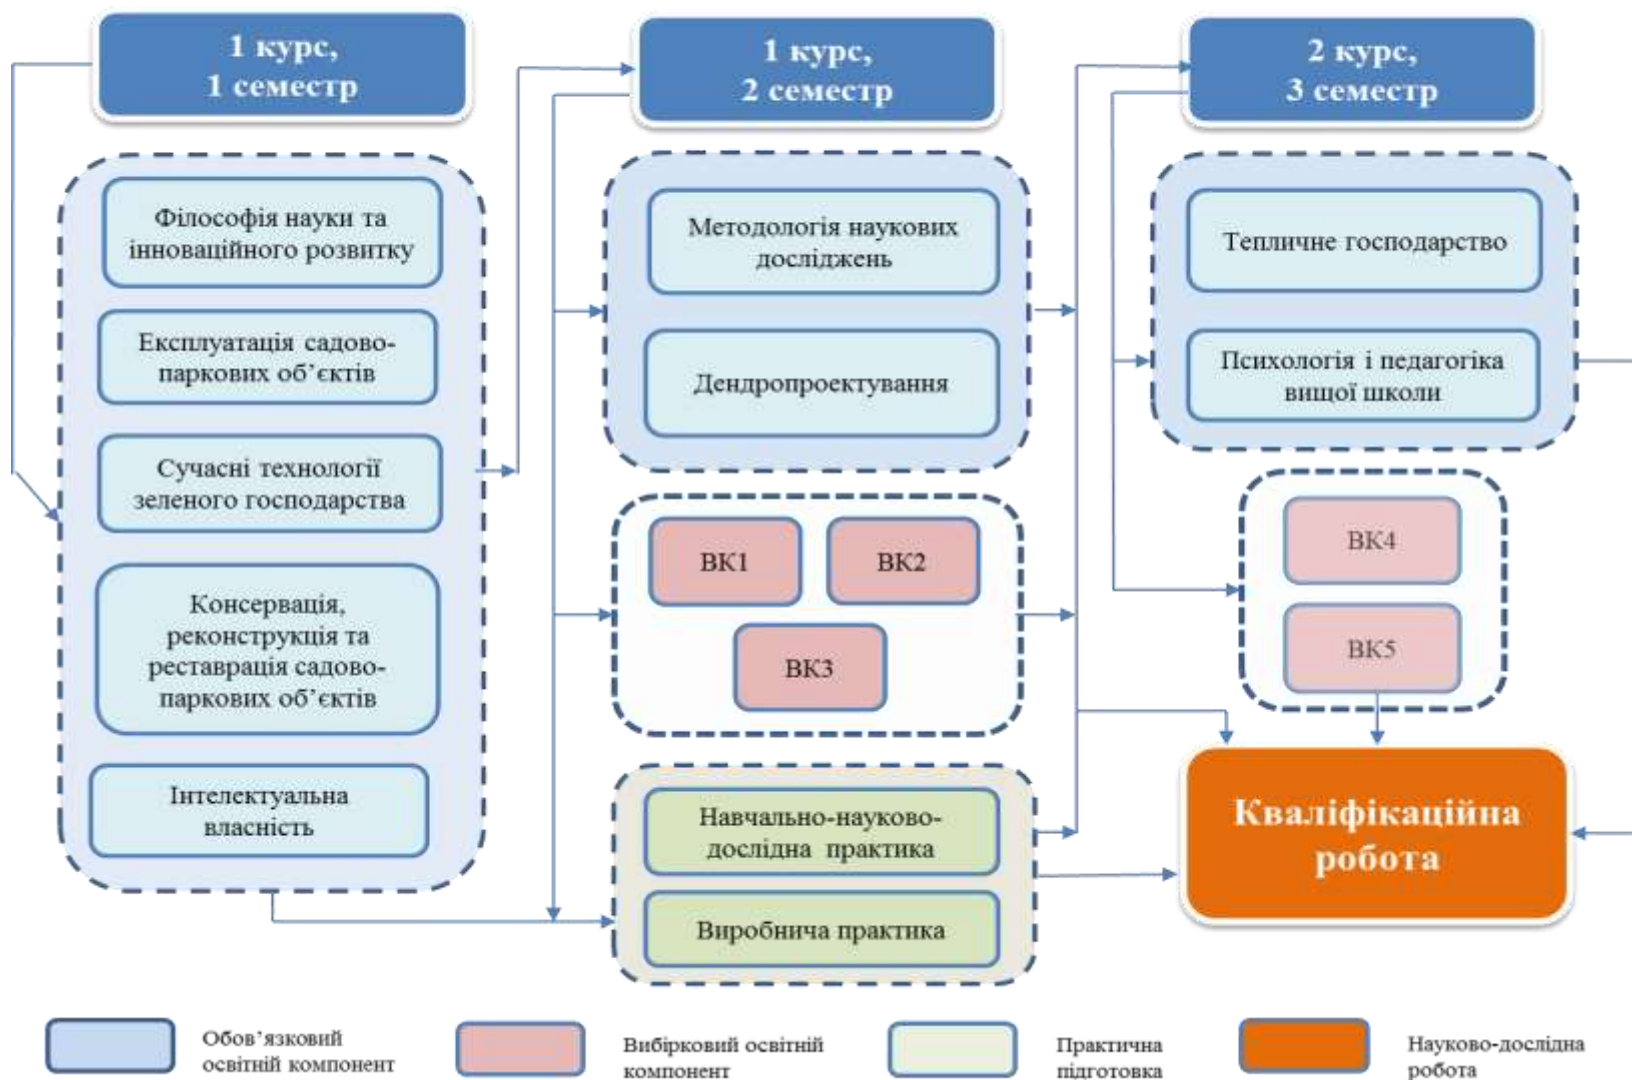 1 курс,
1 семестр
Філософія науки та
інноваційного розвитку
Експлуатація садово-
паркових об’єктів
Сучасні технології
зеленого господарства
Консервація,
реконструкція та
реставрація садово-
паркових об’єктів
Інтелектуальна
власність
1 курс,
2 семестр
Методологія наукових
досліджень
Дендропроектування
ВК1
ВК2
ВК3
Навчально-науково-
дослідна практика
Виробнича практика
2 курс,
3 семестр
Тепличне господарство
Психологія і педагогіка
вищої школи
ВК4
ВК5
Кваліфікаційна
робота
Обов’язковий
освітній компонент
Вибірковий освітній
компонент
Практична
підготовка
Науково-дослідна
робота